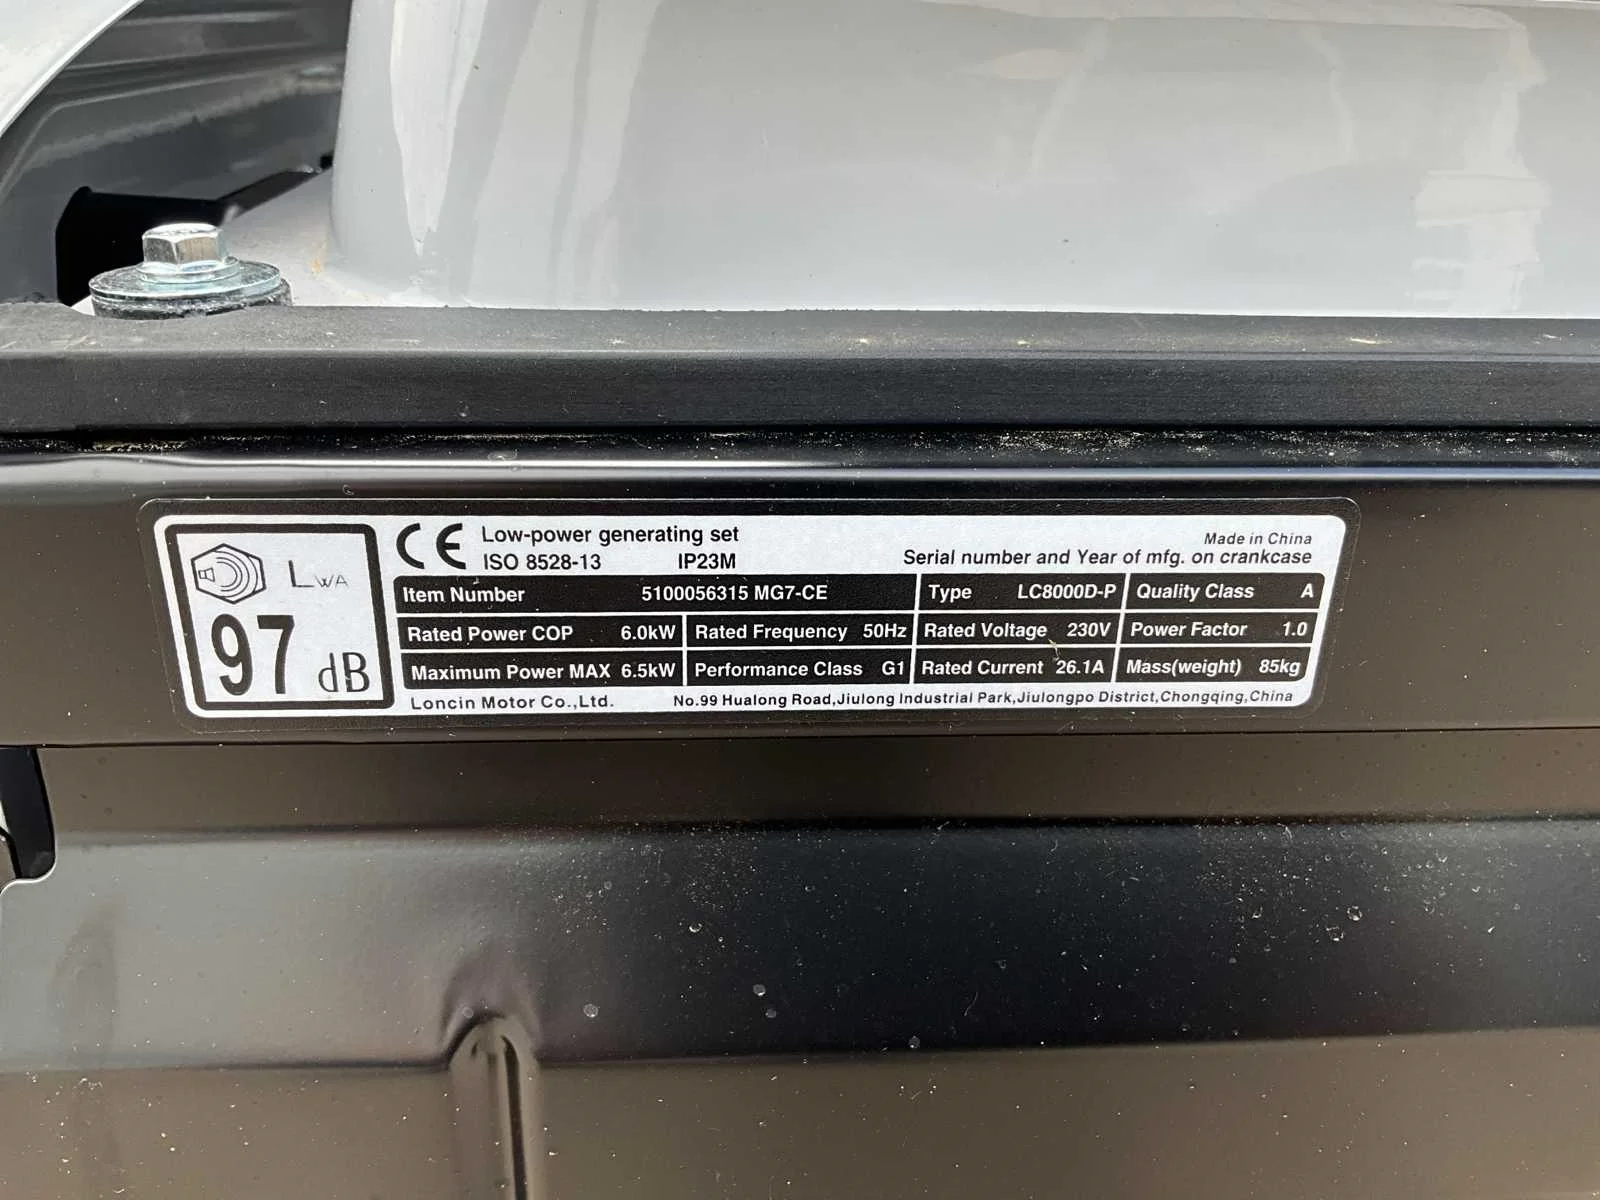 LWA
97 dB
CE Low-power generating set
ISO 8528-13 IP23M
Made in China
Serial number and Year of mfg. on crankcase
Item Number 5100056315 MG7-CE Type LC8000D-P Quality Class A
Rated Power COP 6.0kW Rated Frequency 50Hz Rated Voltage 230V Power Factor 1.0
Maximum Power MAX 6.5kW Performance Class G1 Rated Current 26.1A Mass(weight) 85kg
Loncin Motor Co.,Ltd. No.99 Hualong Road,Jiulong Industrial Park,Jiulongpo District,Chongqing,China